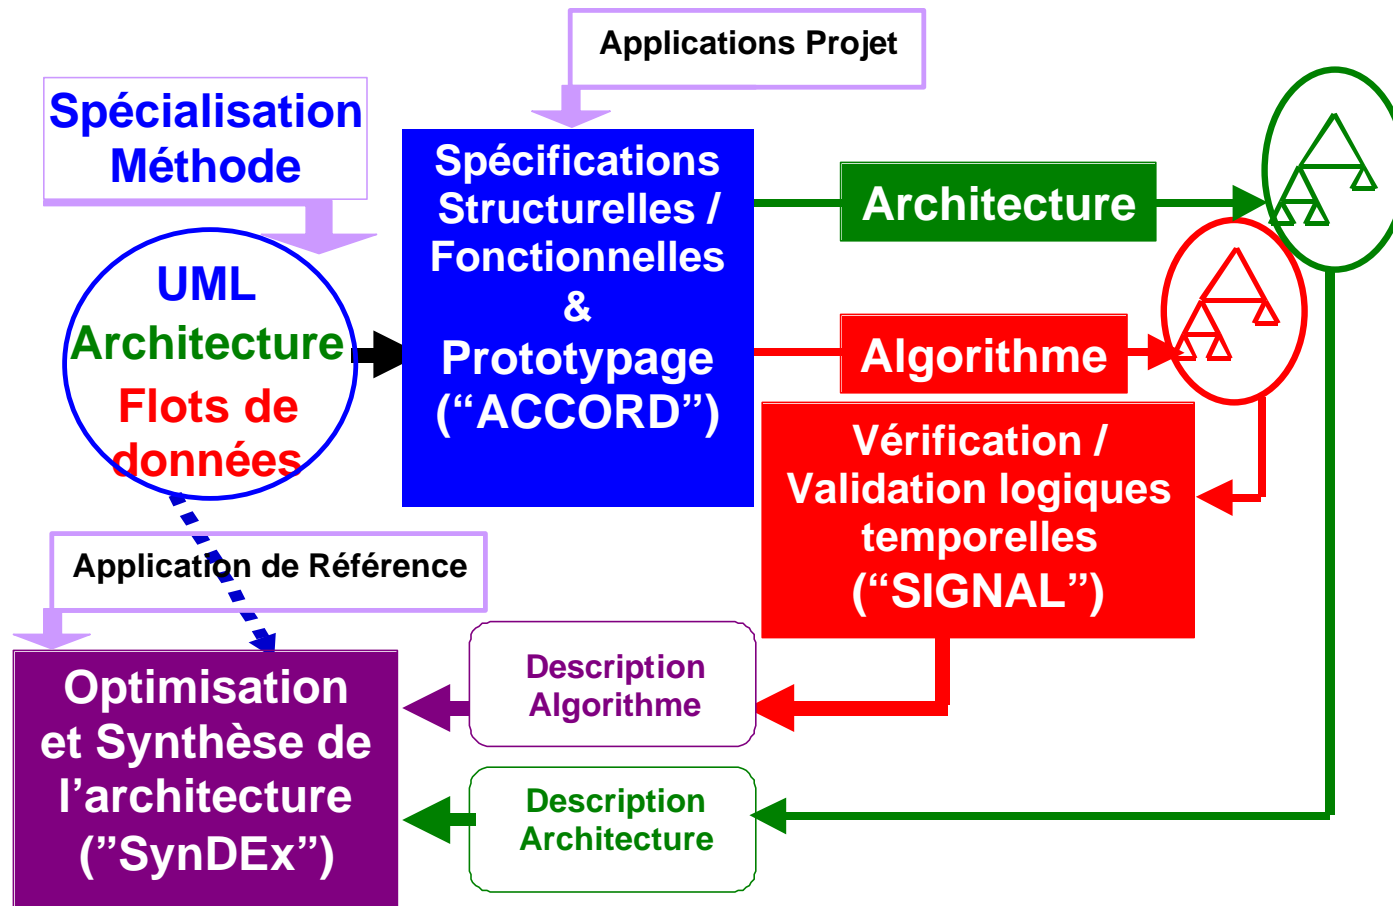 Applications Projet
Spécialisation
Méthode
Spécifications
Structurelles /
Fonctionnelles
&
Prototypage
(“ACCORD”)
Architecture
UML
Architecture
Flots de
données
Algorithme
Vérification /
Validation logiques
temporelles
(“SIGNAL”)
Application de Référence
Optimisation
et Synthèse de
l’architecture
(”SynDEx”)
Description
Algorithme
Description
Architecture